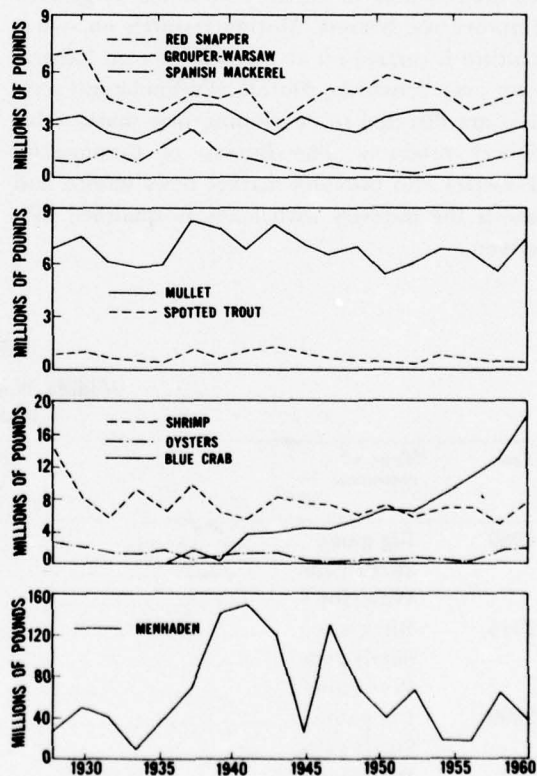 MILLIONS OF POUNDS
9
6
3
0
RED SNAPPER
GROUPER-WARSAW
SPANISH MACKEREL
MILLIONS OF POUNDS
9
6
3
0
MULLET
SPOTTED TROUT
MILLIONS OF POUNDS
20
16
12
8
4
0
SHRIMP
OYSTERS
BLUE CRAB
MILLIONS OF POUNDS
160
120
80
40
0
MENHADEN
1930 1935 1940 1945 1950 1955 1960